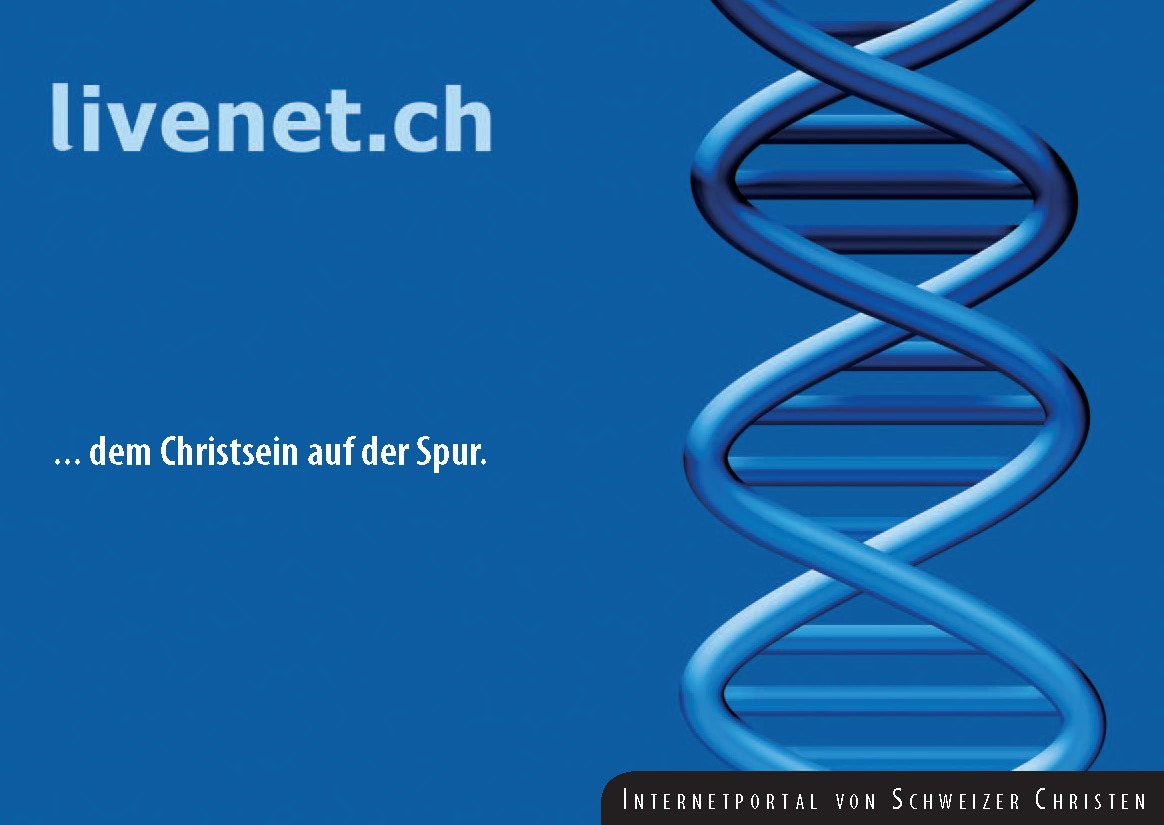 livenet.ch
... dem Christsein auf der Spur.
Internetportal von Schweizer Christen